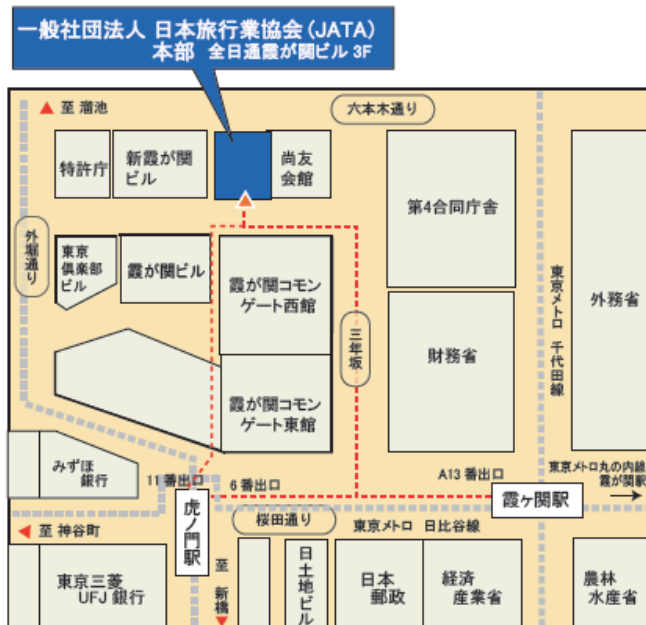 一般社団法人 日本旅行業協会(JATA)
本部 全日通霞が関ビル 3F
至 溜池
六本木通り
特許庁
新霞が関
ビル
尚友
会館
第4合同庁舎
外堀通り
東京
倶楽部
ビル
霞が関ビル
霞が関コモン
ゲート西館
東京メトロ 千代田線
外務省
三年坂
財務省
霞が関コモン
ゲート東館
みずほ
銀行
11番出口
6番出口
A13番出口
東京メトロ丸の内線
霞が関駅
虎ノ門駅
霞ヶ関駅
至 神谷町
桜田通り
東京メトロ 日比谷線
東京三菱
UFJ 銀行
至 新橋
日土地ビル
日本
郵政
経済
産業省
農林
水産省